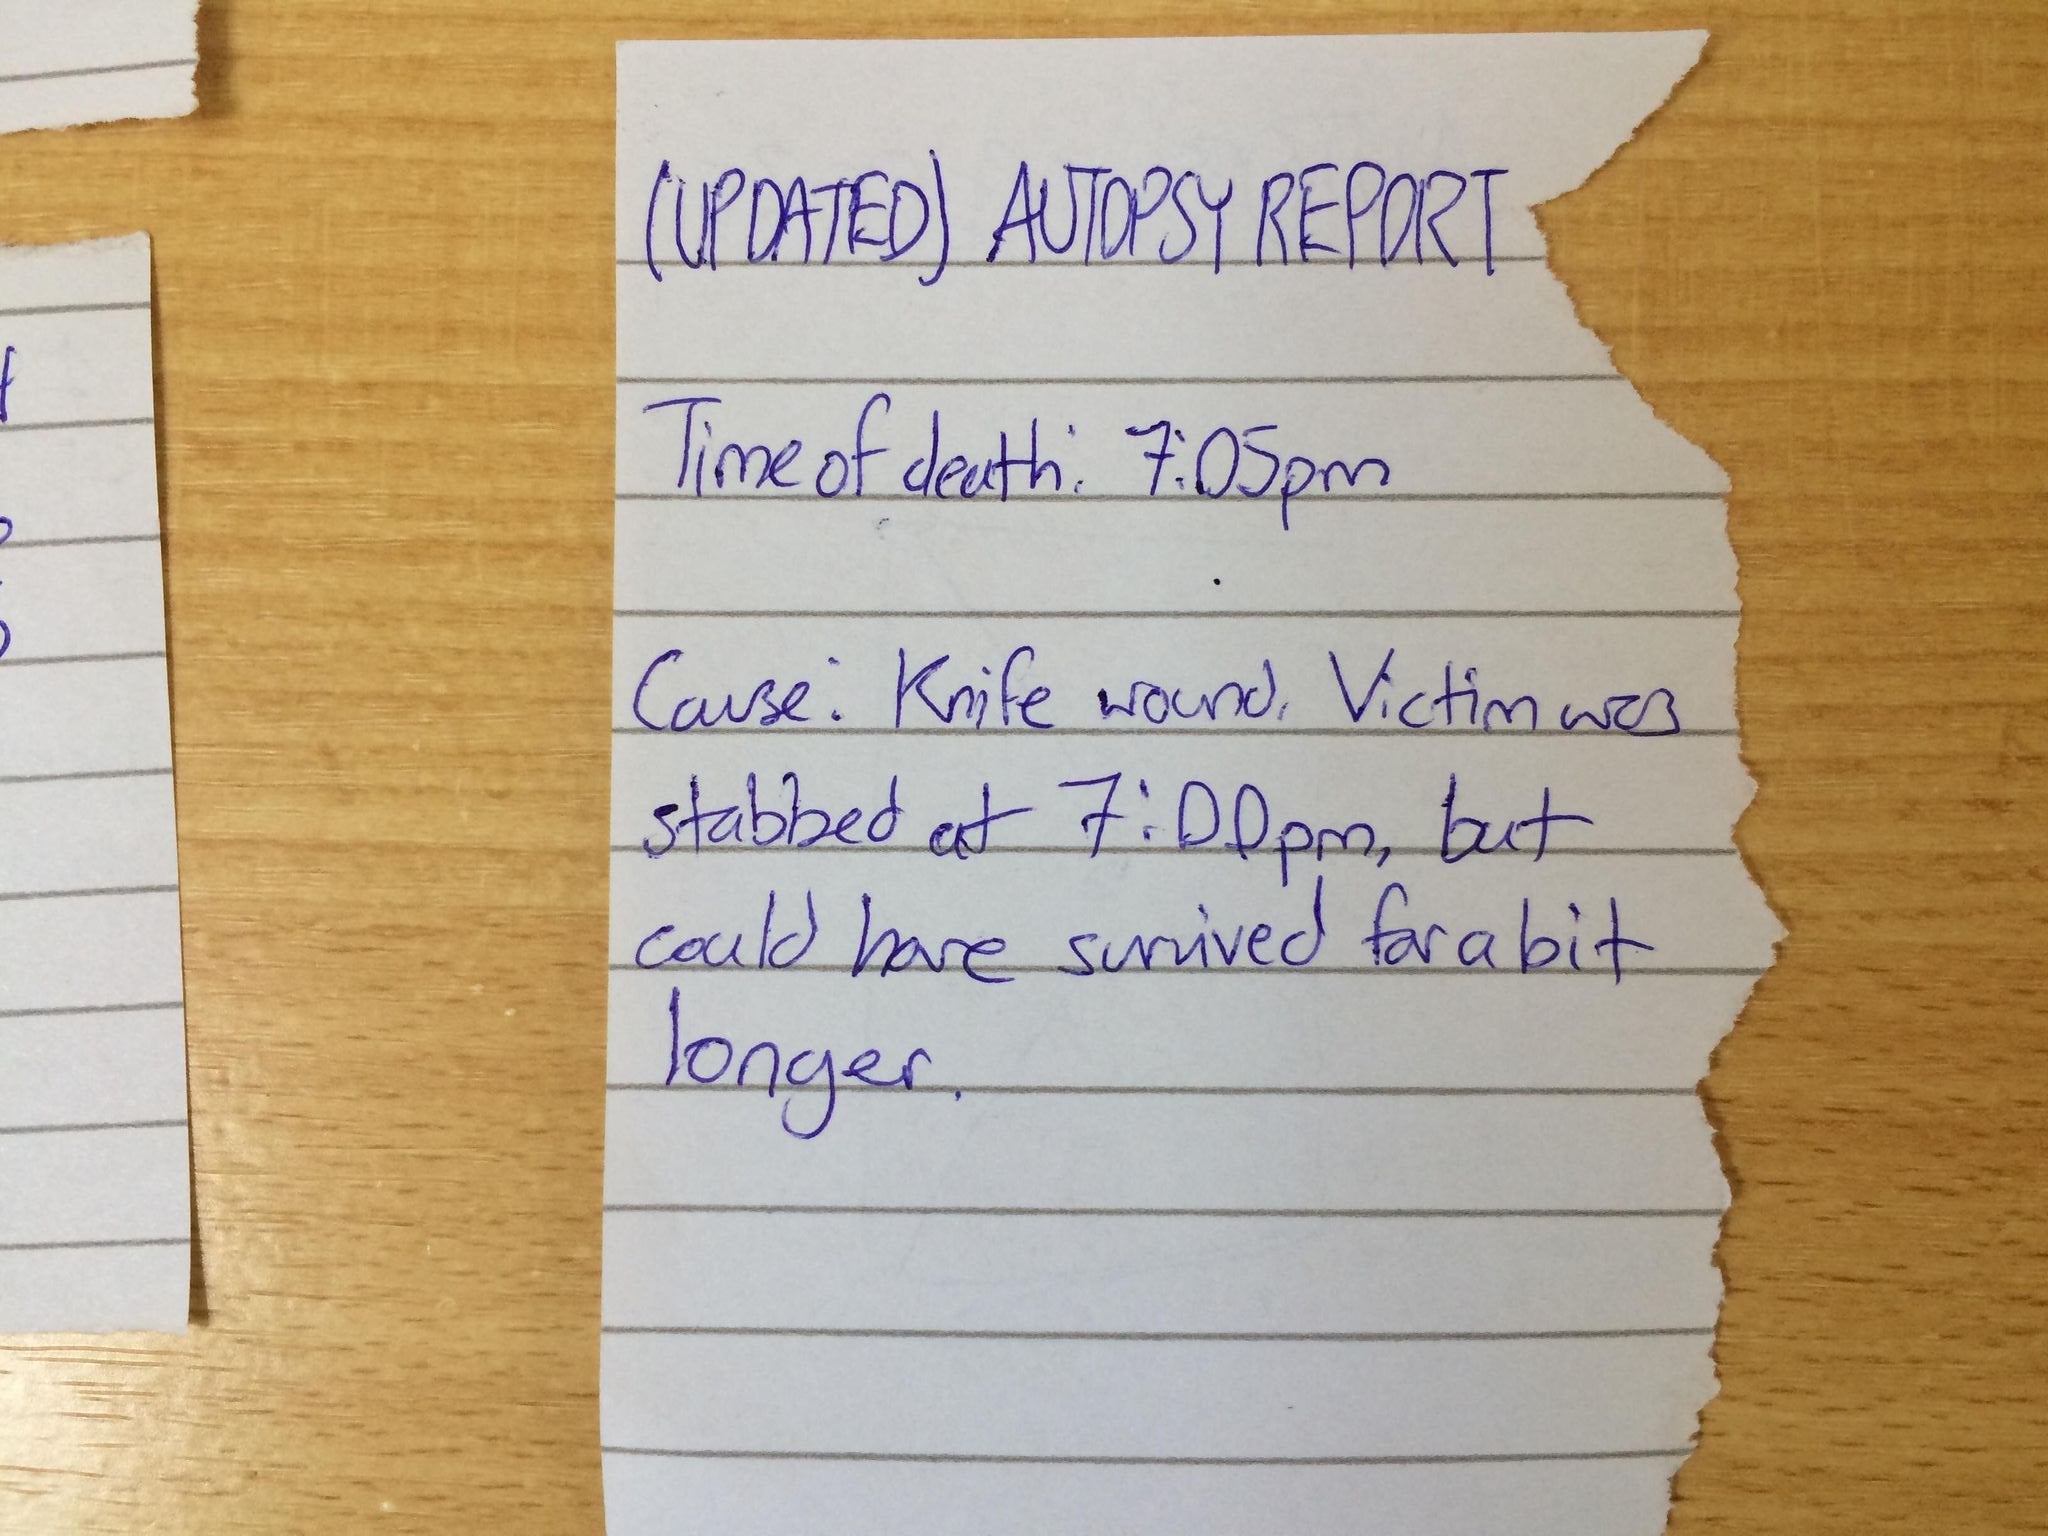 (UPDATED) AUTOPSY REPORT
Time of death: 7:05pm
Cause: Knife wound. Victim was
stabbed at 7:00pm, but
could have survived for a bit
longer.